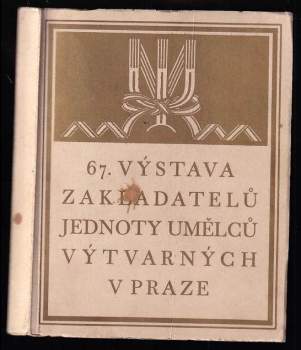 67. VÝSTAVA
ZAKLADATELŮ
JEDNOTY UMĚLCŮ
VÝTVARNÝCH
V PRAZE